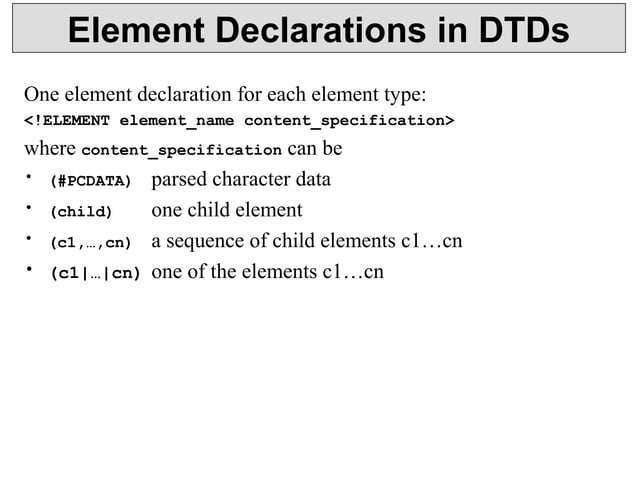 Element Declarations in DTDs
One element declaration for each element type:
<!ELEMENT element_name content_specification>
where content_specification can be
• (#PCDATA) parsed character data
• (child) one child element
• (c1,…,cn) a sequence of child elements c1…cn
• (c1|…|cn) one of the elements c1…cn